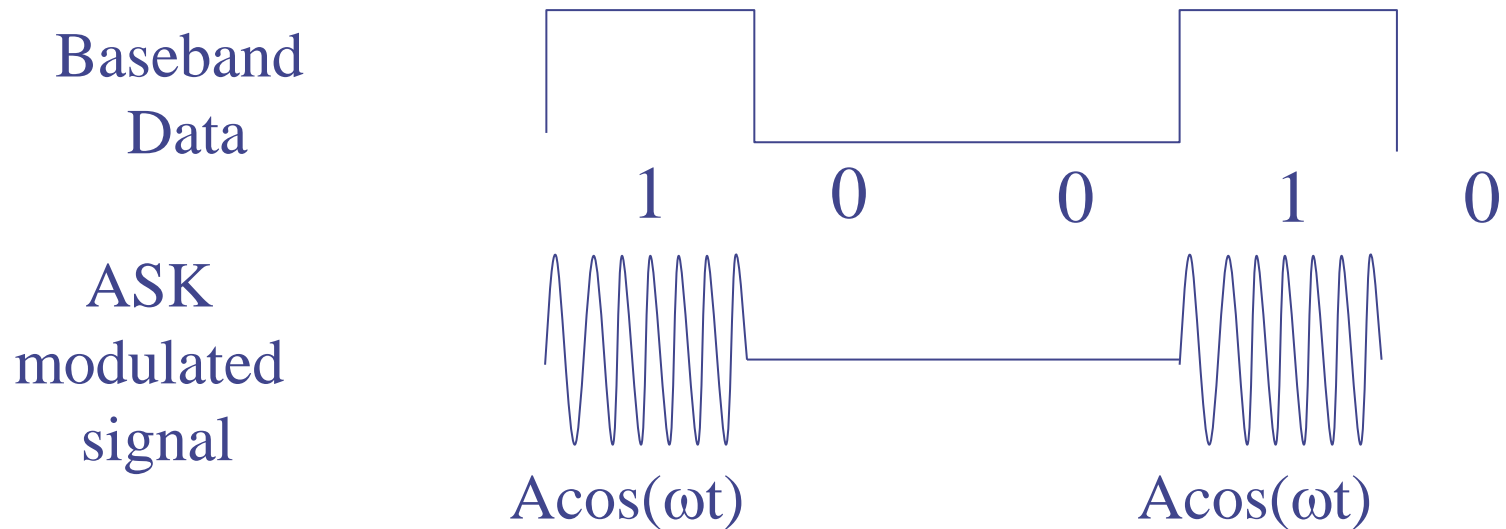 Baseband
Data
1 0 0 1 0
ASK
modulated
signal
Acos(ωt) Acos(ωt)